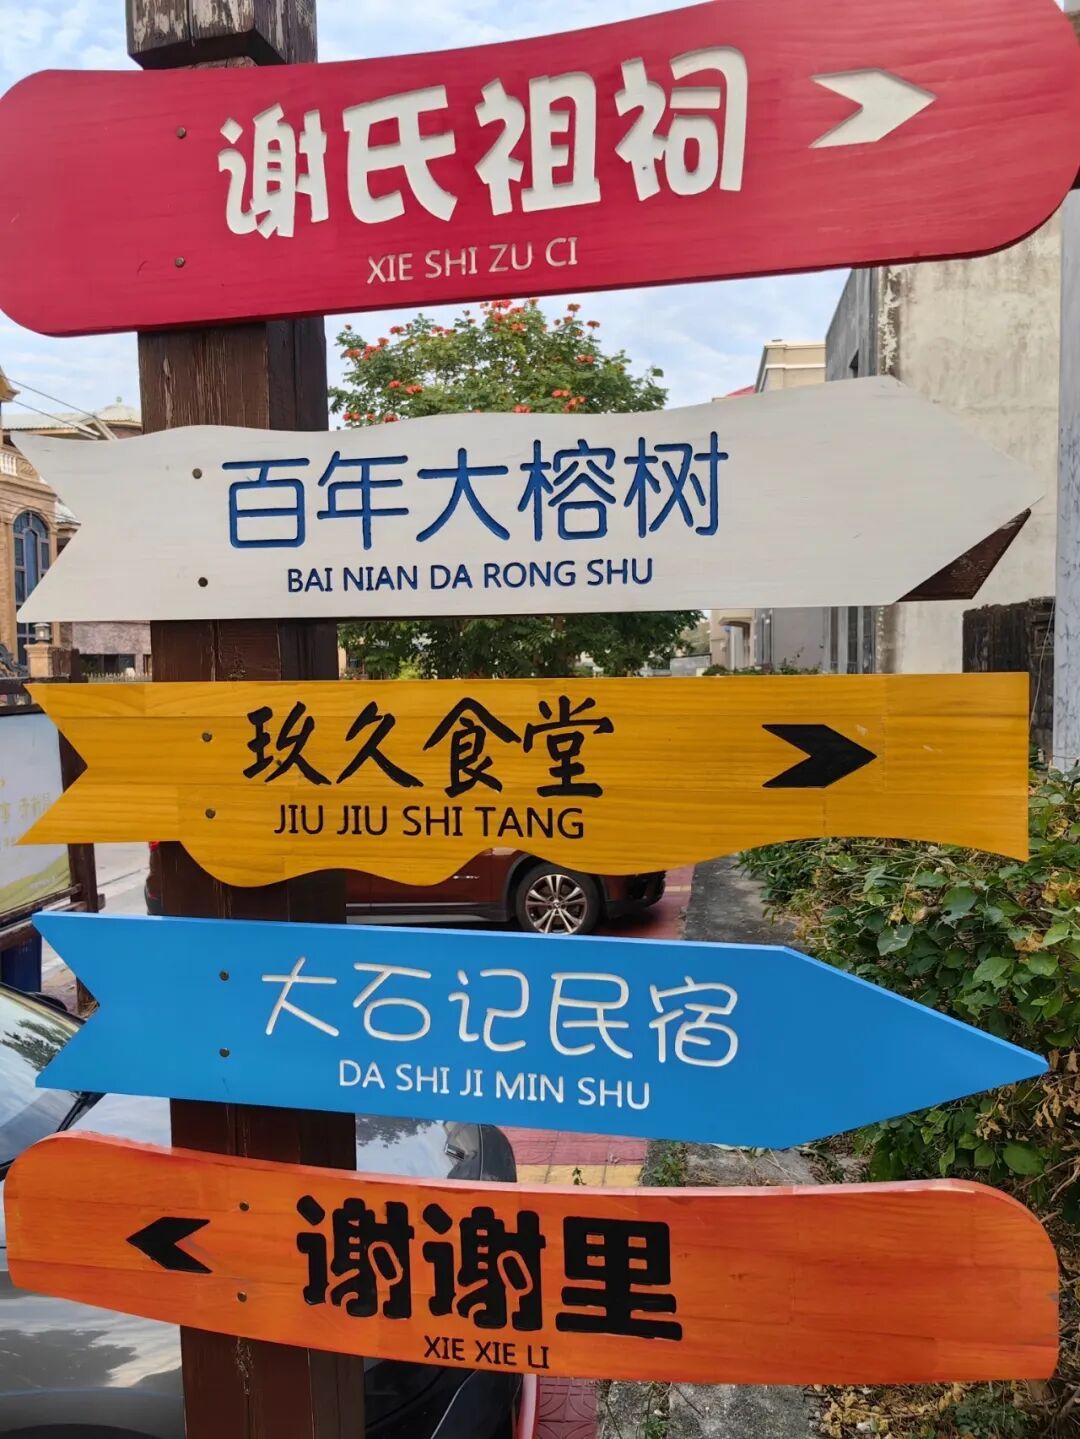 谢氏祖祠
XIE SHI ZU CI
百年大榕树
BAI NIAN DA RONG SHU
玖久食堂
JIU JIU SHI TANG
大石记民宿
DA SHI JI MIN SHU
谢谢里
XIE XIE LI